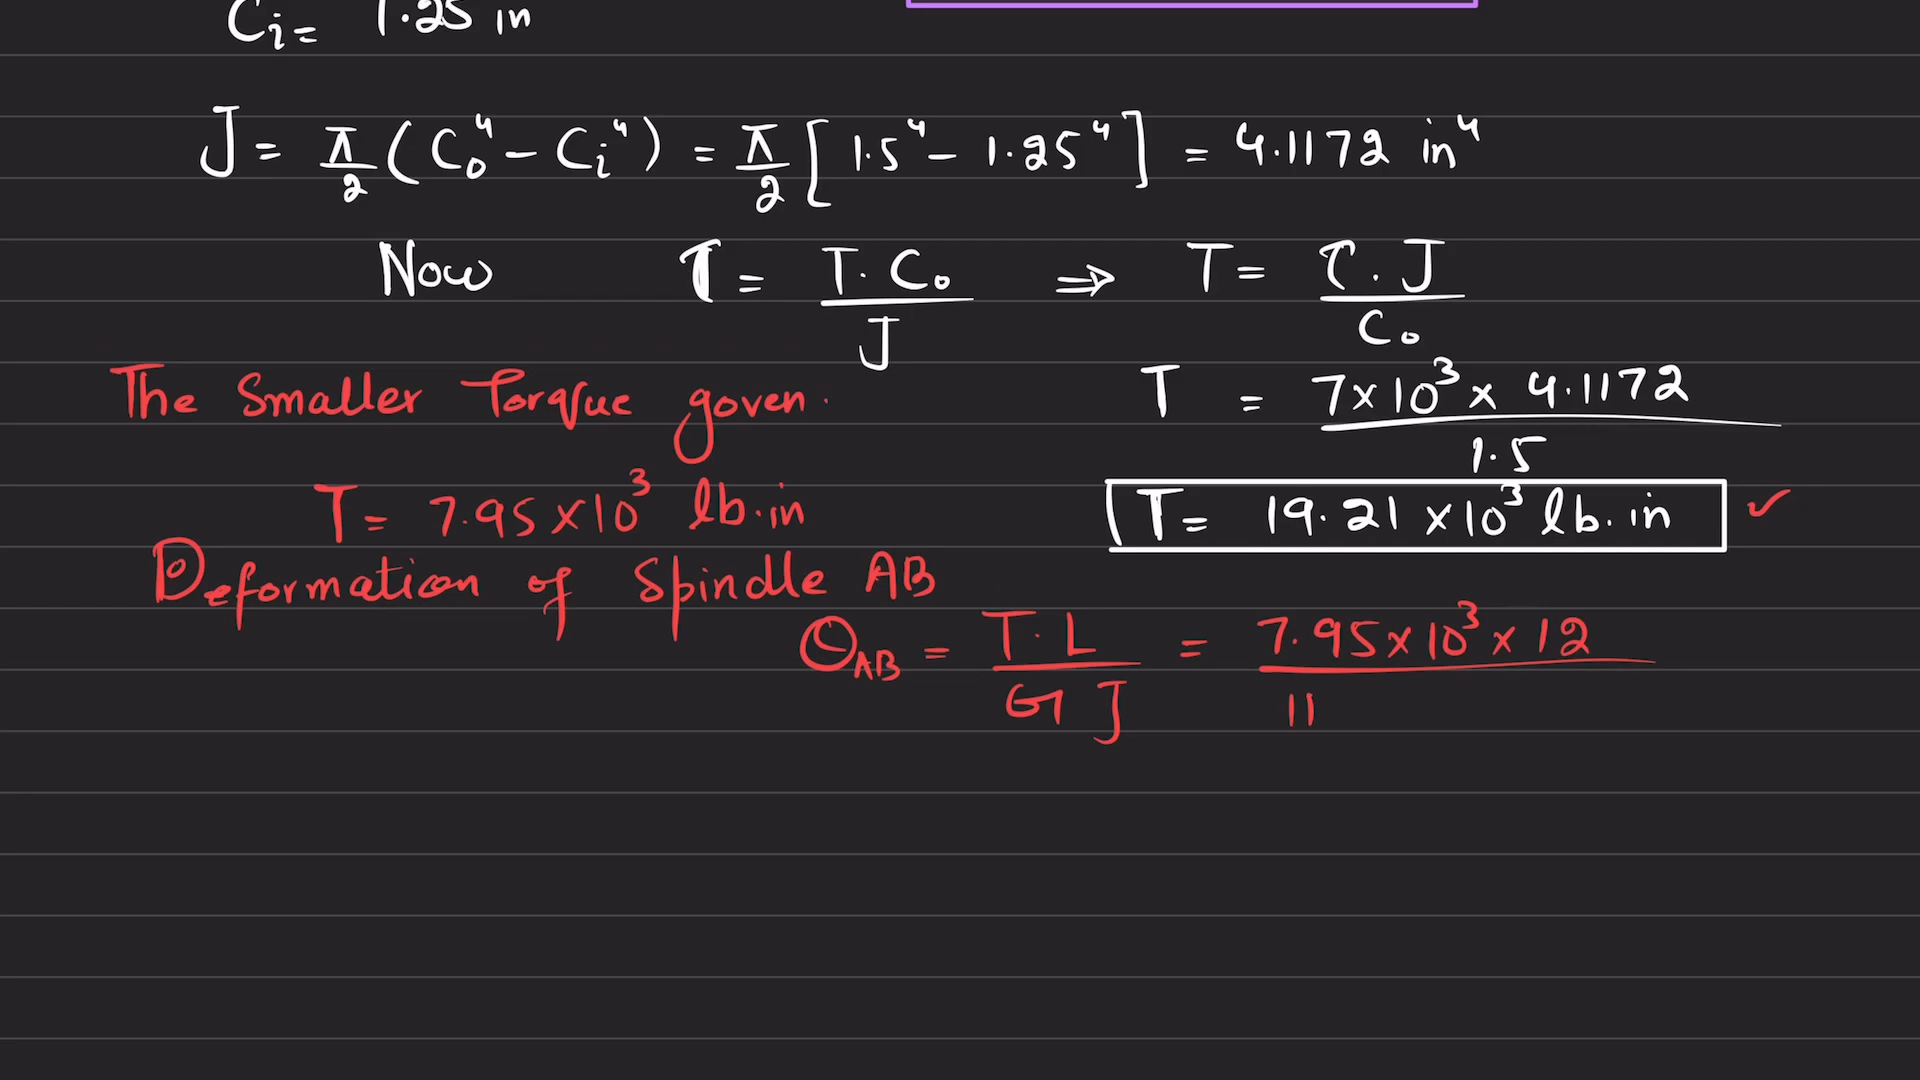 Ci = 1.25 in
J = π/2 (Co⁴ - Ci⁴) = π/2 [1.5⁴ - 1.25⁴] = 4.1172 in⁴
Now τ = T. Co / J ⇒ T = τ. J / Co
The Smaller Torque goven.
T = 7×10³ × 4.1172 / 1.5
T = 7.95×10³ lb.in
T = 19.21 ×10³ lb. in ✓
Deformation of Spindle AB
θAB = T. L / G J = 7.95×10³ × 12 / 11